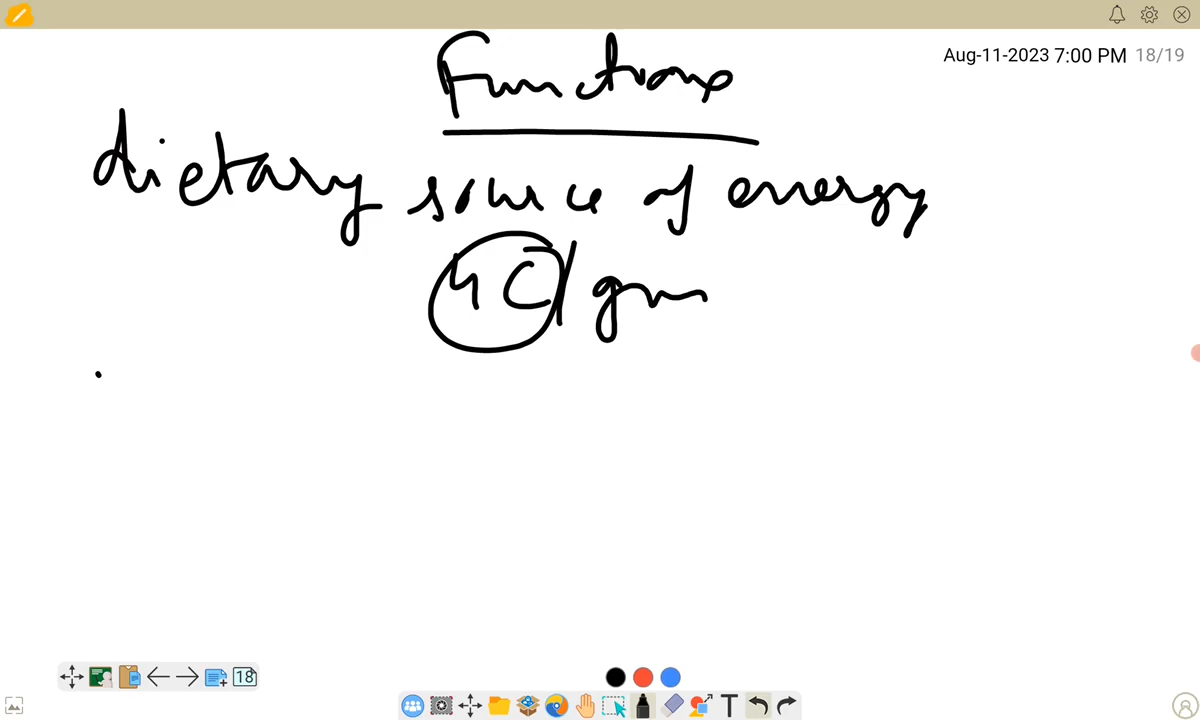 Functions
Aug-11-2023 7:00 PM 18/19
dietary source of energy
4C/gm
18